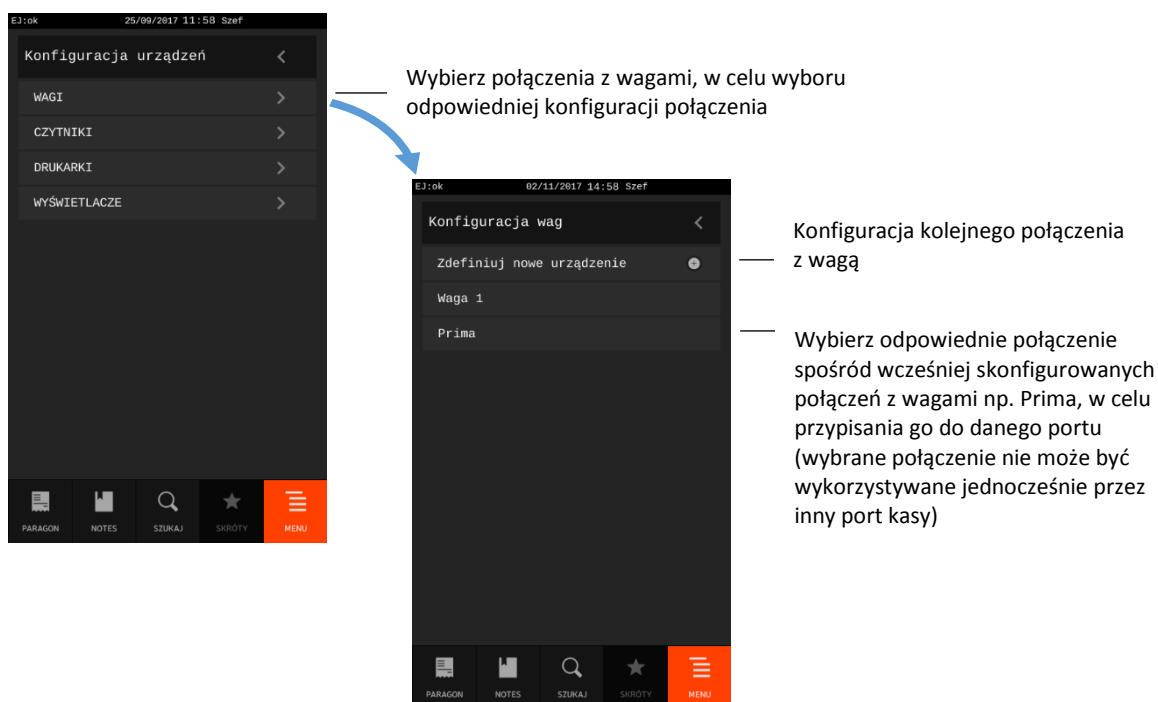 EJ:ok 25/09/2017 11:58 Szef
Konfiguracja urządzeń
WAGI
CZYTNIKI
DRUKARKI
WYŚWIETLACZE
PARAGON NOTES SZUKAJ SKRÓTY MENU
Wybierz połączenia z wagami, w celu wyboru
odpowiedniej konfiguracji połączenia
EJ:ok 02/11/2017 14:58 Szef
Konfiguracja wag
Zdefiniuj nowe urządzenie
Waga 1
Prima
PARAGON NOTES SZUKAJ SKRÓTY MENU
Konfiguracja kolejnego połączenia
z wagą
Wybierz odpowiednie połączenie
spośród wcześniej skonfigurowanych
połączeń z wagami np. Prima, w celu
przypisania go do danego portu
(wybrane połączenie nie może być
wykorzystywane jednocześnie przez
inny port kasy)